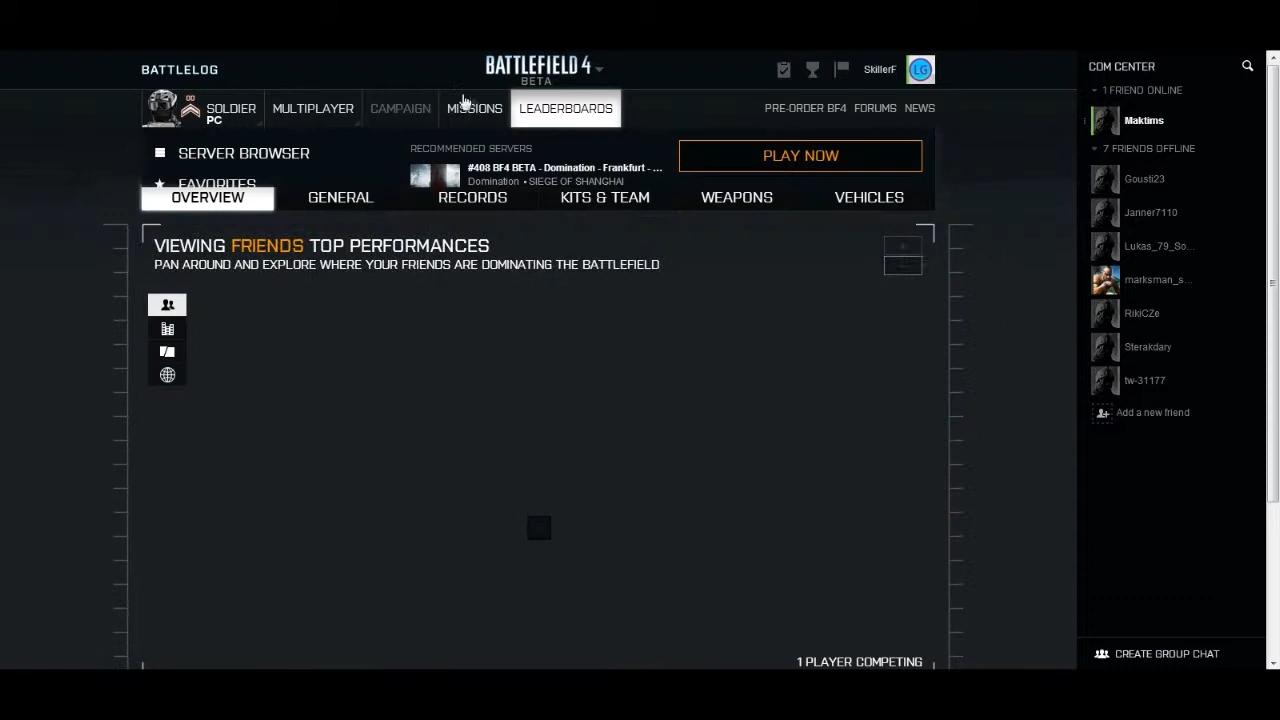 BATTLELOG
BATTLEFIELD 4
BETA
SkillerF
LG
00
SOLDIER
PC
MULTIPLAYER
CAMPAIGN
MISSIONS
LEADERBOARDS
PRE-ORDER BF4
FORUMS
NEWS
SERVER BROWSER
FAVORITES
RECOMMENDED SERVERS
#408 BF4 BETA - Domination - Frankfurt - ...
Domination • SIEGE OF SHANGHAI
PLAY NOW
OVERVIEW
GENERAL
RECORDS
KITS & TEAM
WEAPONS
VEHICLES
VIEWING FRIENDS TOP PERFORMANCES
PAN AROUND AND EXPLORE WHERE YOUR FRIENDS ARE DOMINATING THE BATTLEFIELD
1 PLAYER COMPETING
COM CENTER
1 FRIEND ONLINE
Maktims
7 FRIENDS OFFLINE
Gousti23
Janner7110
Lukas_79_So...
marksman_s...
RikiCZe
Sterakdary
tw-31177
Add a new friend
CREATE GROUP CHAT